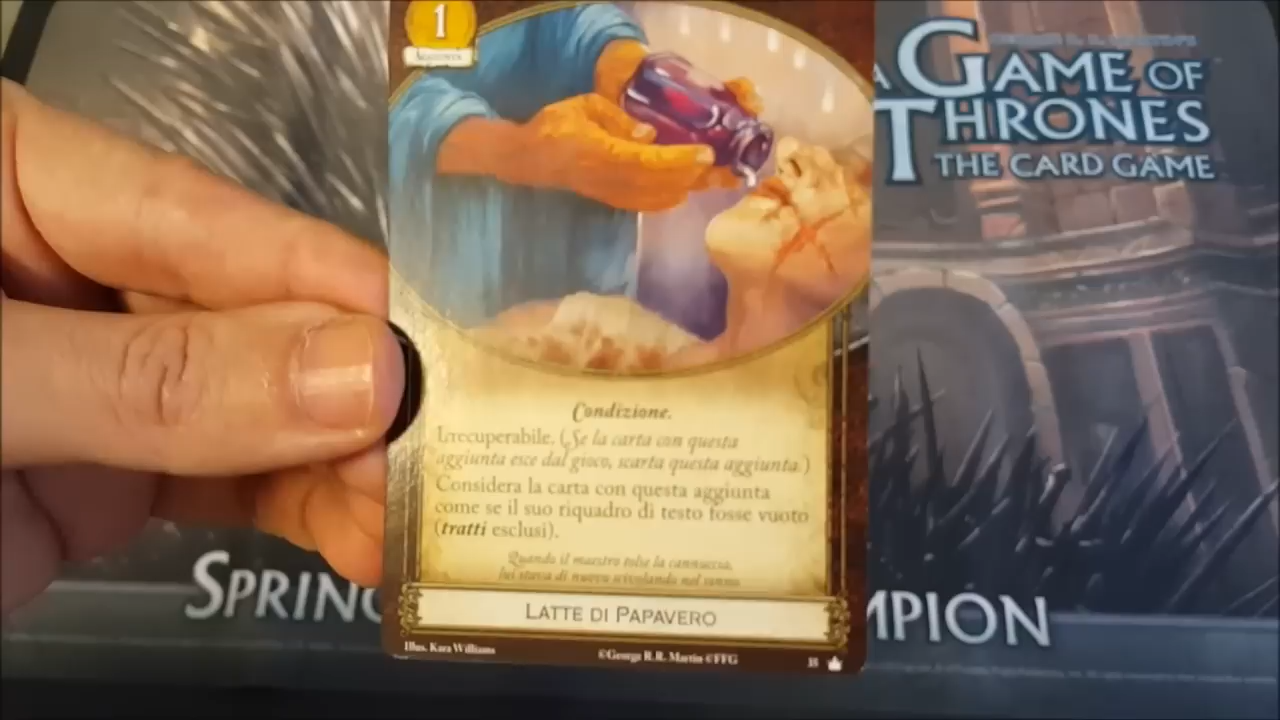 1
AGGIUNTA
A GAME OF
THRONES
THE CARD GAME
Condizione.
Irrecuperabile. (Se la carta con questa
aggiunta esce dal gioco, scarta questa aggiunta.)
Considera la carta con questa aggiunta
come se il suo riquadro di testo fosse vuoto
(tratti esclusi).
Quando il maestro tolse la cannuccia,
lui stava di nuovo scivolando nel sonno
LATTE DI PAPAVERO
Illus. Kara Williams
©George R.R. Martin ©FFG
SPRING
MPION